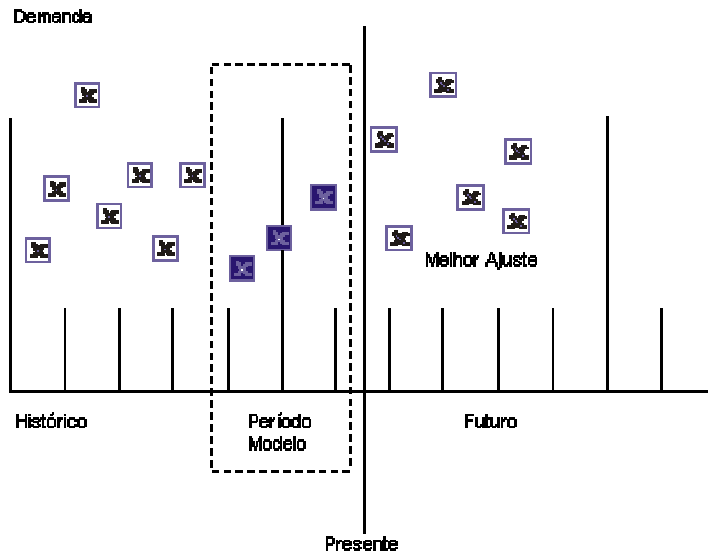 Demanda
Melhor Ajuste
Histórico
Período
Modelo
Futuro
Presente